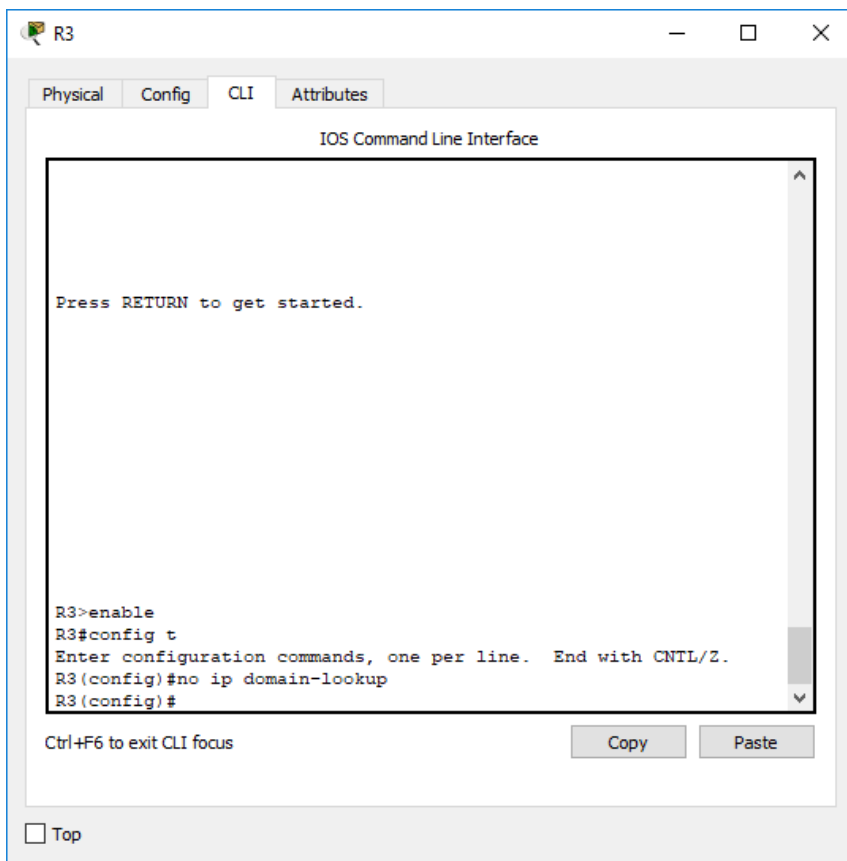 R3
Physical Config CLI Attributes
IOS Command Line Interface
Press RETURN to get started.
R3>enable
R3#config t
Enter configuration commands, one per line.  End with CNTL/Z.
R3(config)#no ip domain-lookup
R3(config)#
Ctrl+F6 to exit CLI focus
Copy Paste
Top